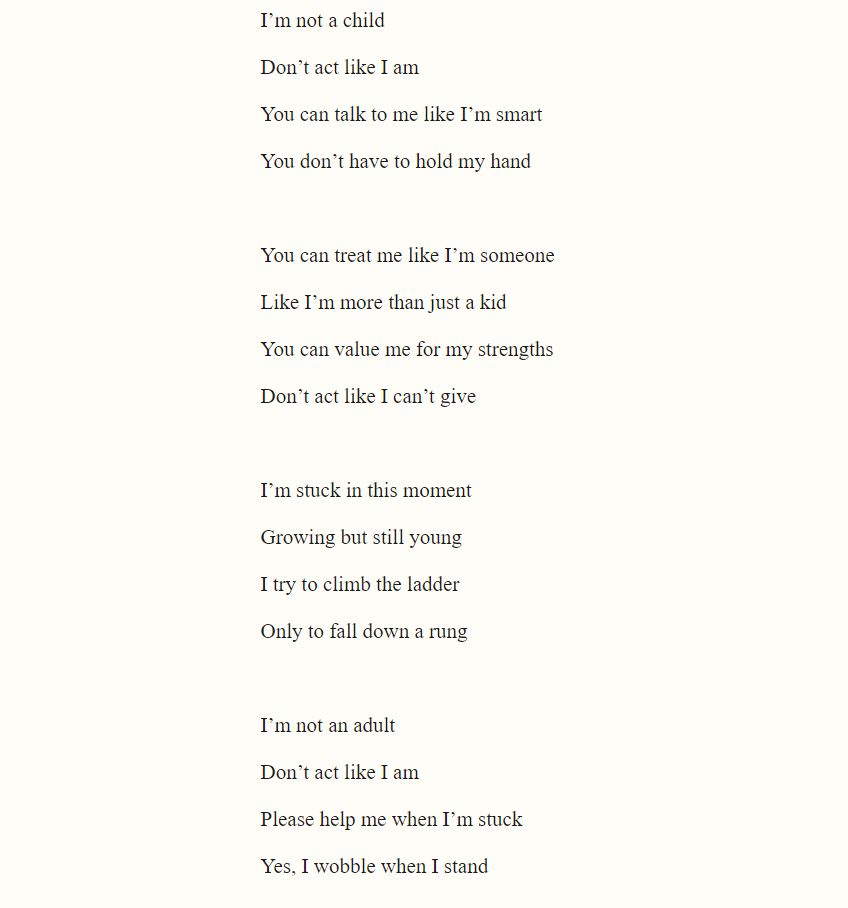 I’m not a child
Don’t act like I am
You can talk to me like I’m smart
You don’t have to hold my hand
You can treat me like I’m someone
Like I’m more than just a kid
You can value me for my strengths
Don’t act like I can’t give
I’m stuck in this moment
Growing but still young
I try to climb the ladder
Only to fall down a rung
I’m not an adult
Don’t act like I am
Please help me when I’m stuck
Yes, I wobble when I stand